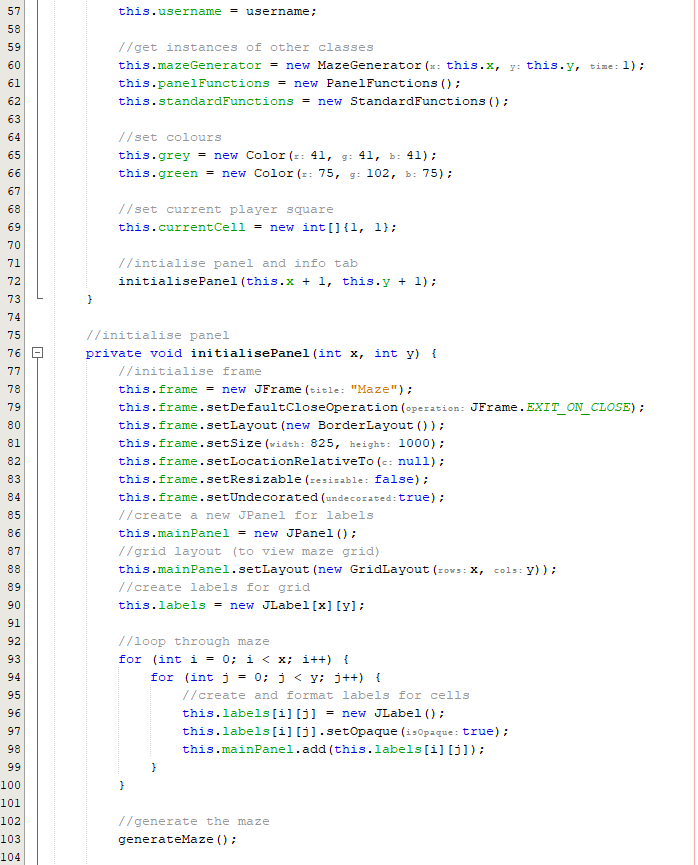 57 this.username = username;
58
59 //get instances of other classes
60 this.mazeGenerator = new MazeGenerator(x: this.x, y: this.y, time: 1);
61 this.panelFunctions = new PanelFunctions();
62 this.standardFunctions = new StandardFunctions();
63
64 //set colours
65 this.grey = new Color(r: 41, g: 41, b: 41);
66 this.green = new Color(r: 75, g: 102, b: 75);
67
68 //set current player square
69 this.currentCell = new int[]{1, 1};
70
71 //intialise panel and info tab
72 initialisePanel(this.x + 1, this.y + 1);
73 }
74
75 //initialise panel
76 private void initialisePanel(int x, int y) {
77 //initialise frame
78 this.frame = new JFrame(title: "Maze");
79 this.frame.setDefaultCloseOperation(operation: JFrame.EXIT_ON_CLOSE);
80 this.frame.setLayout(new BorderLayout());
81 this.frame.setSize(width: 825, height: 1000);
82 this.frame.setLocationRelativeTo(c: null);
83 this.frame.setResizable(resizable: false);
84 this.frame.setUndecorated(undecorated: true);
85 //create a new JPanel for labels
86 this.mainPanel = new JPanel();
87 //grid layout (to view maze grid)
88 this.mainPanel.setLayout(new GridLayout(rows: x, cols: y));
89 //create labels for grid
90 this.labels = new JLabel[x][y];
91
92 //loop through maze
93 for (int i = 0; i < x; i++) {
94 for (int j = 0; j < y; j++) {
95 //create and format labels for cells
96 this.labels[i][j] = new JLabel();
97 this.labels[i][j].setOpaque(isOpaque: true);
98 this.mainPanel.add(this.labels[i][j]);
99 }
100 }
101
102 //generate the maze
103 generateMaze();
104